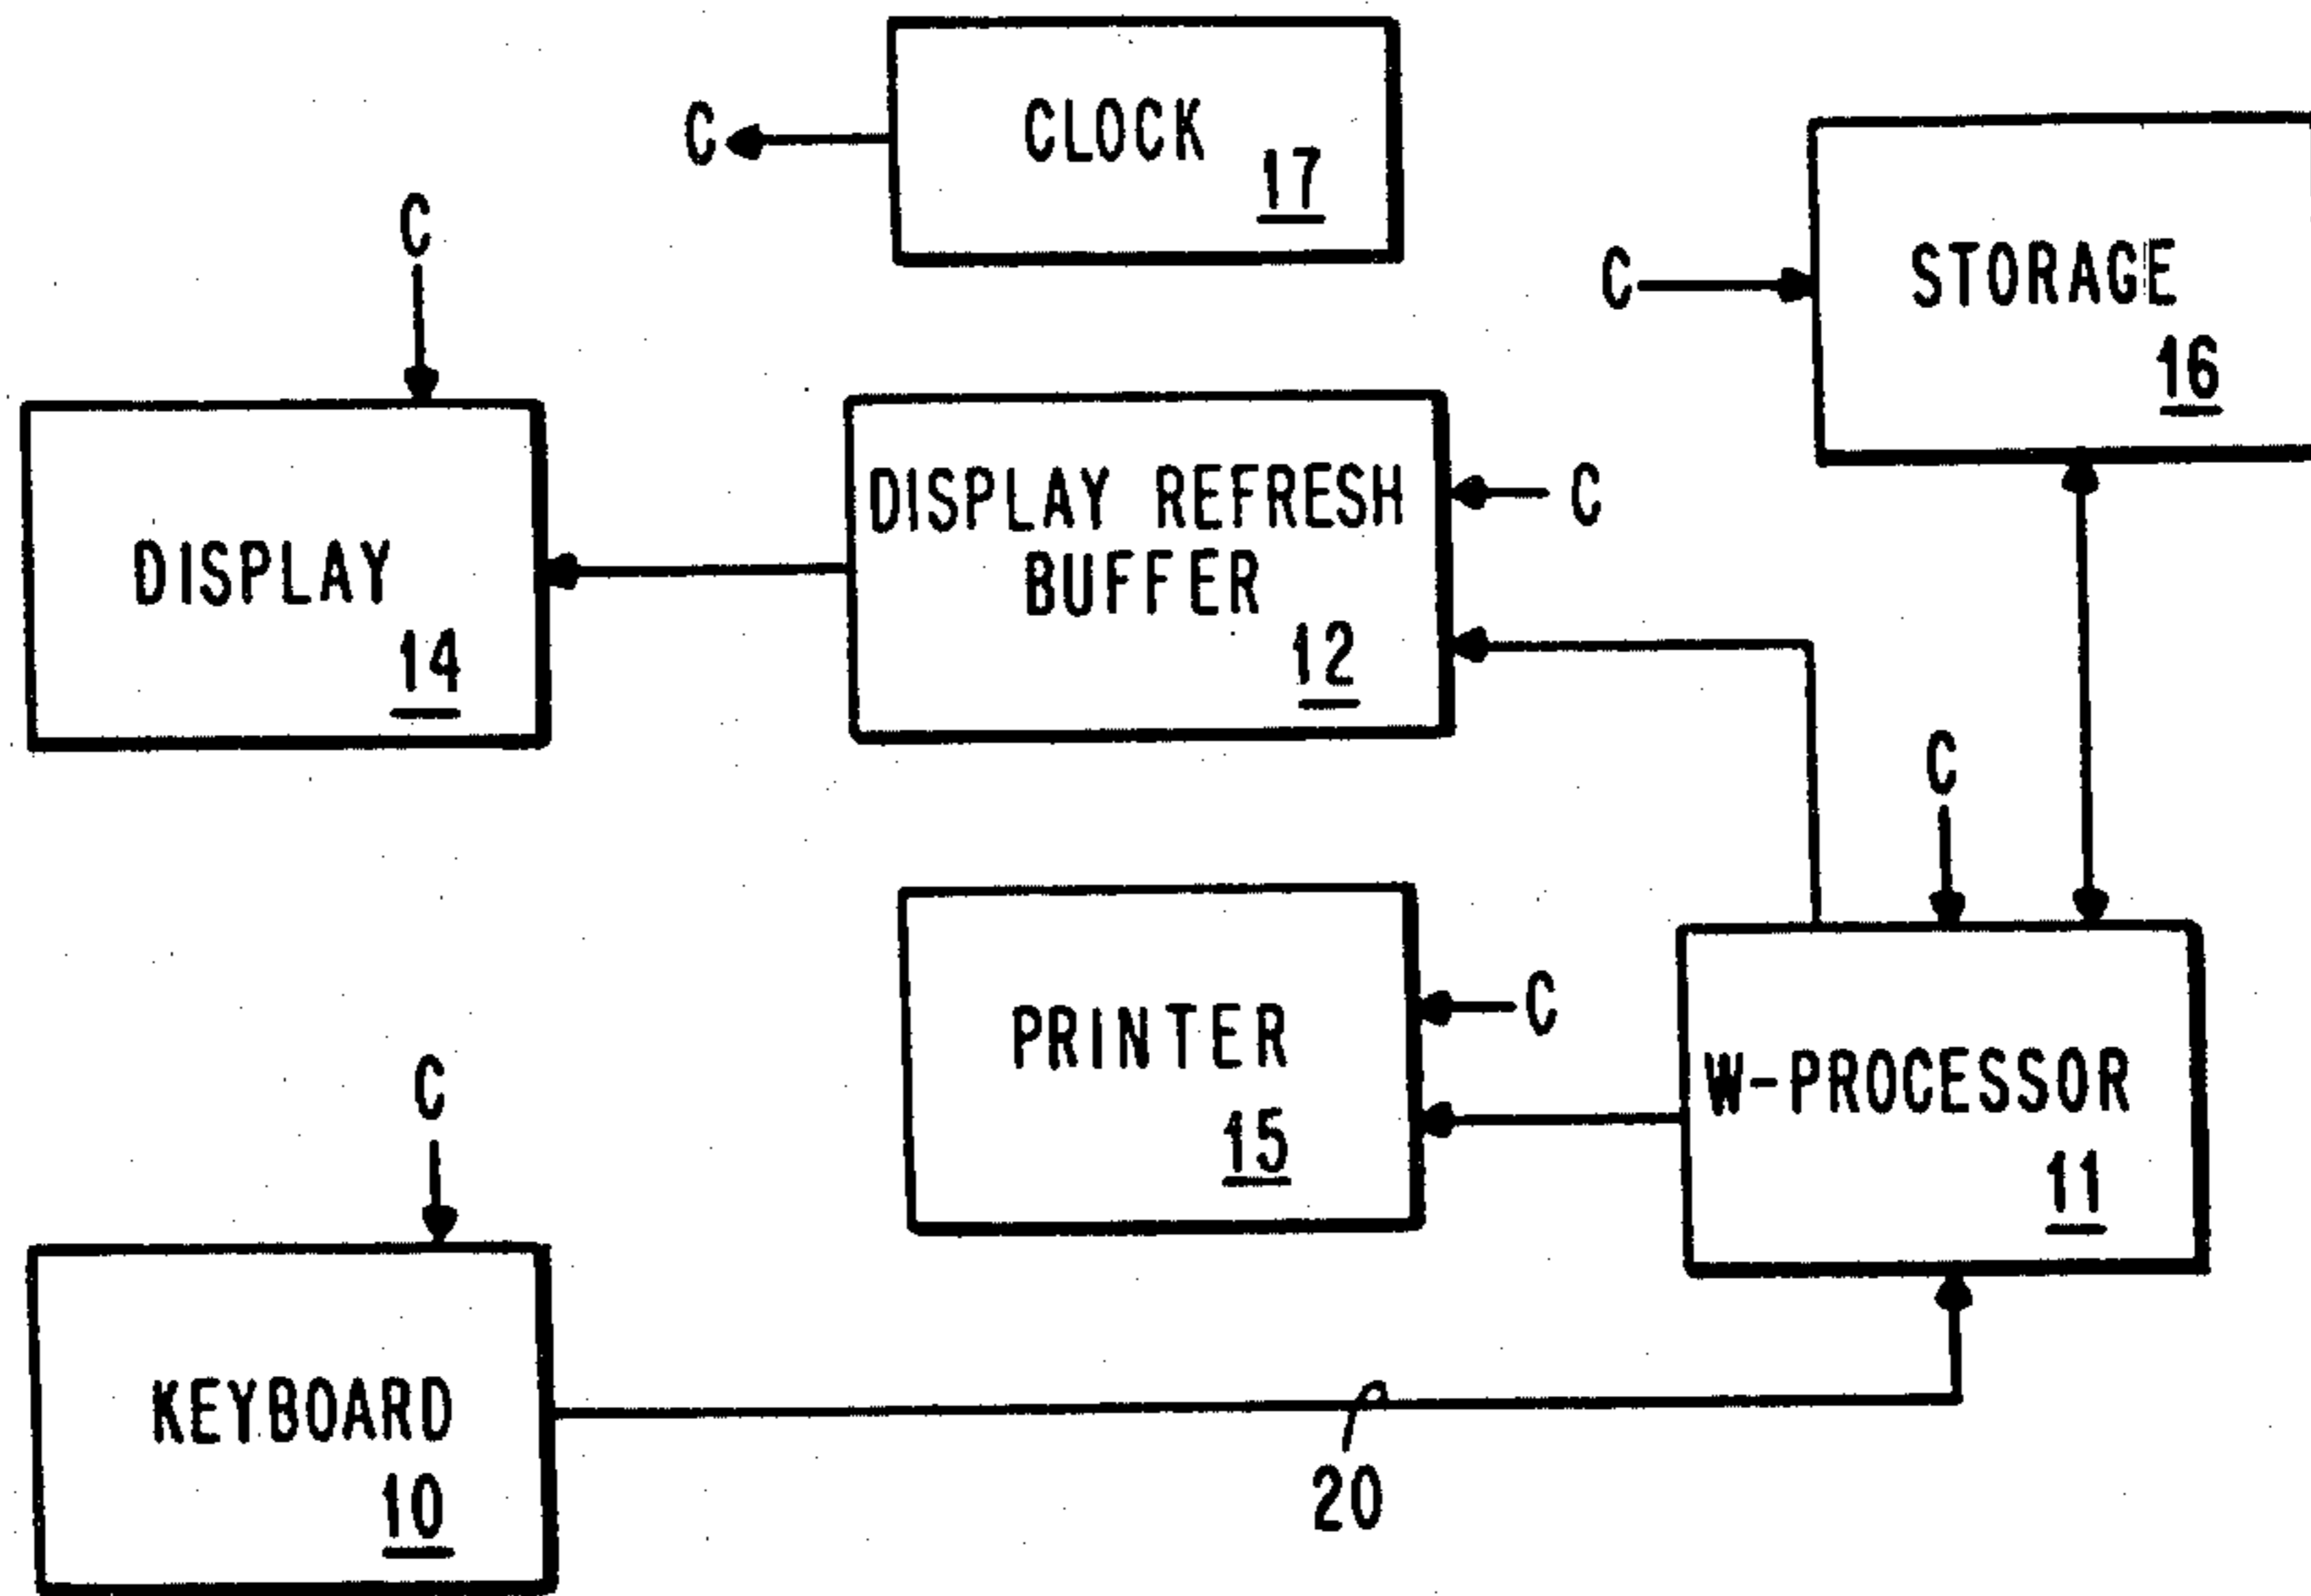 C
CLOCK
17
C
C
STORAGE
16
DISPLAY
14
DISPLAY REFRESH
BUFFER
12
C
C
PRINTER
15
C
W-PROCESSOR
11
C
KEYBOARD
10
20